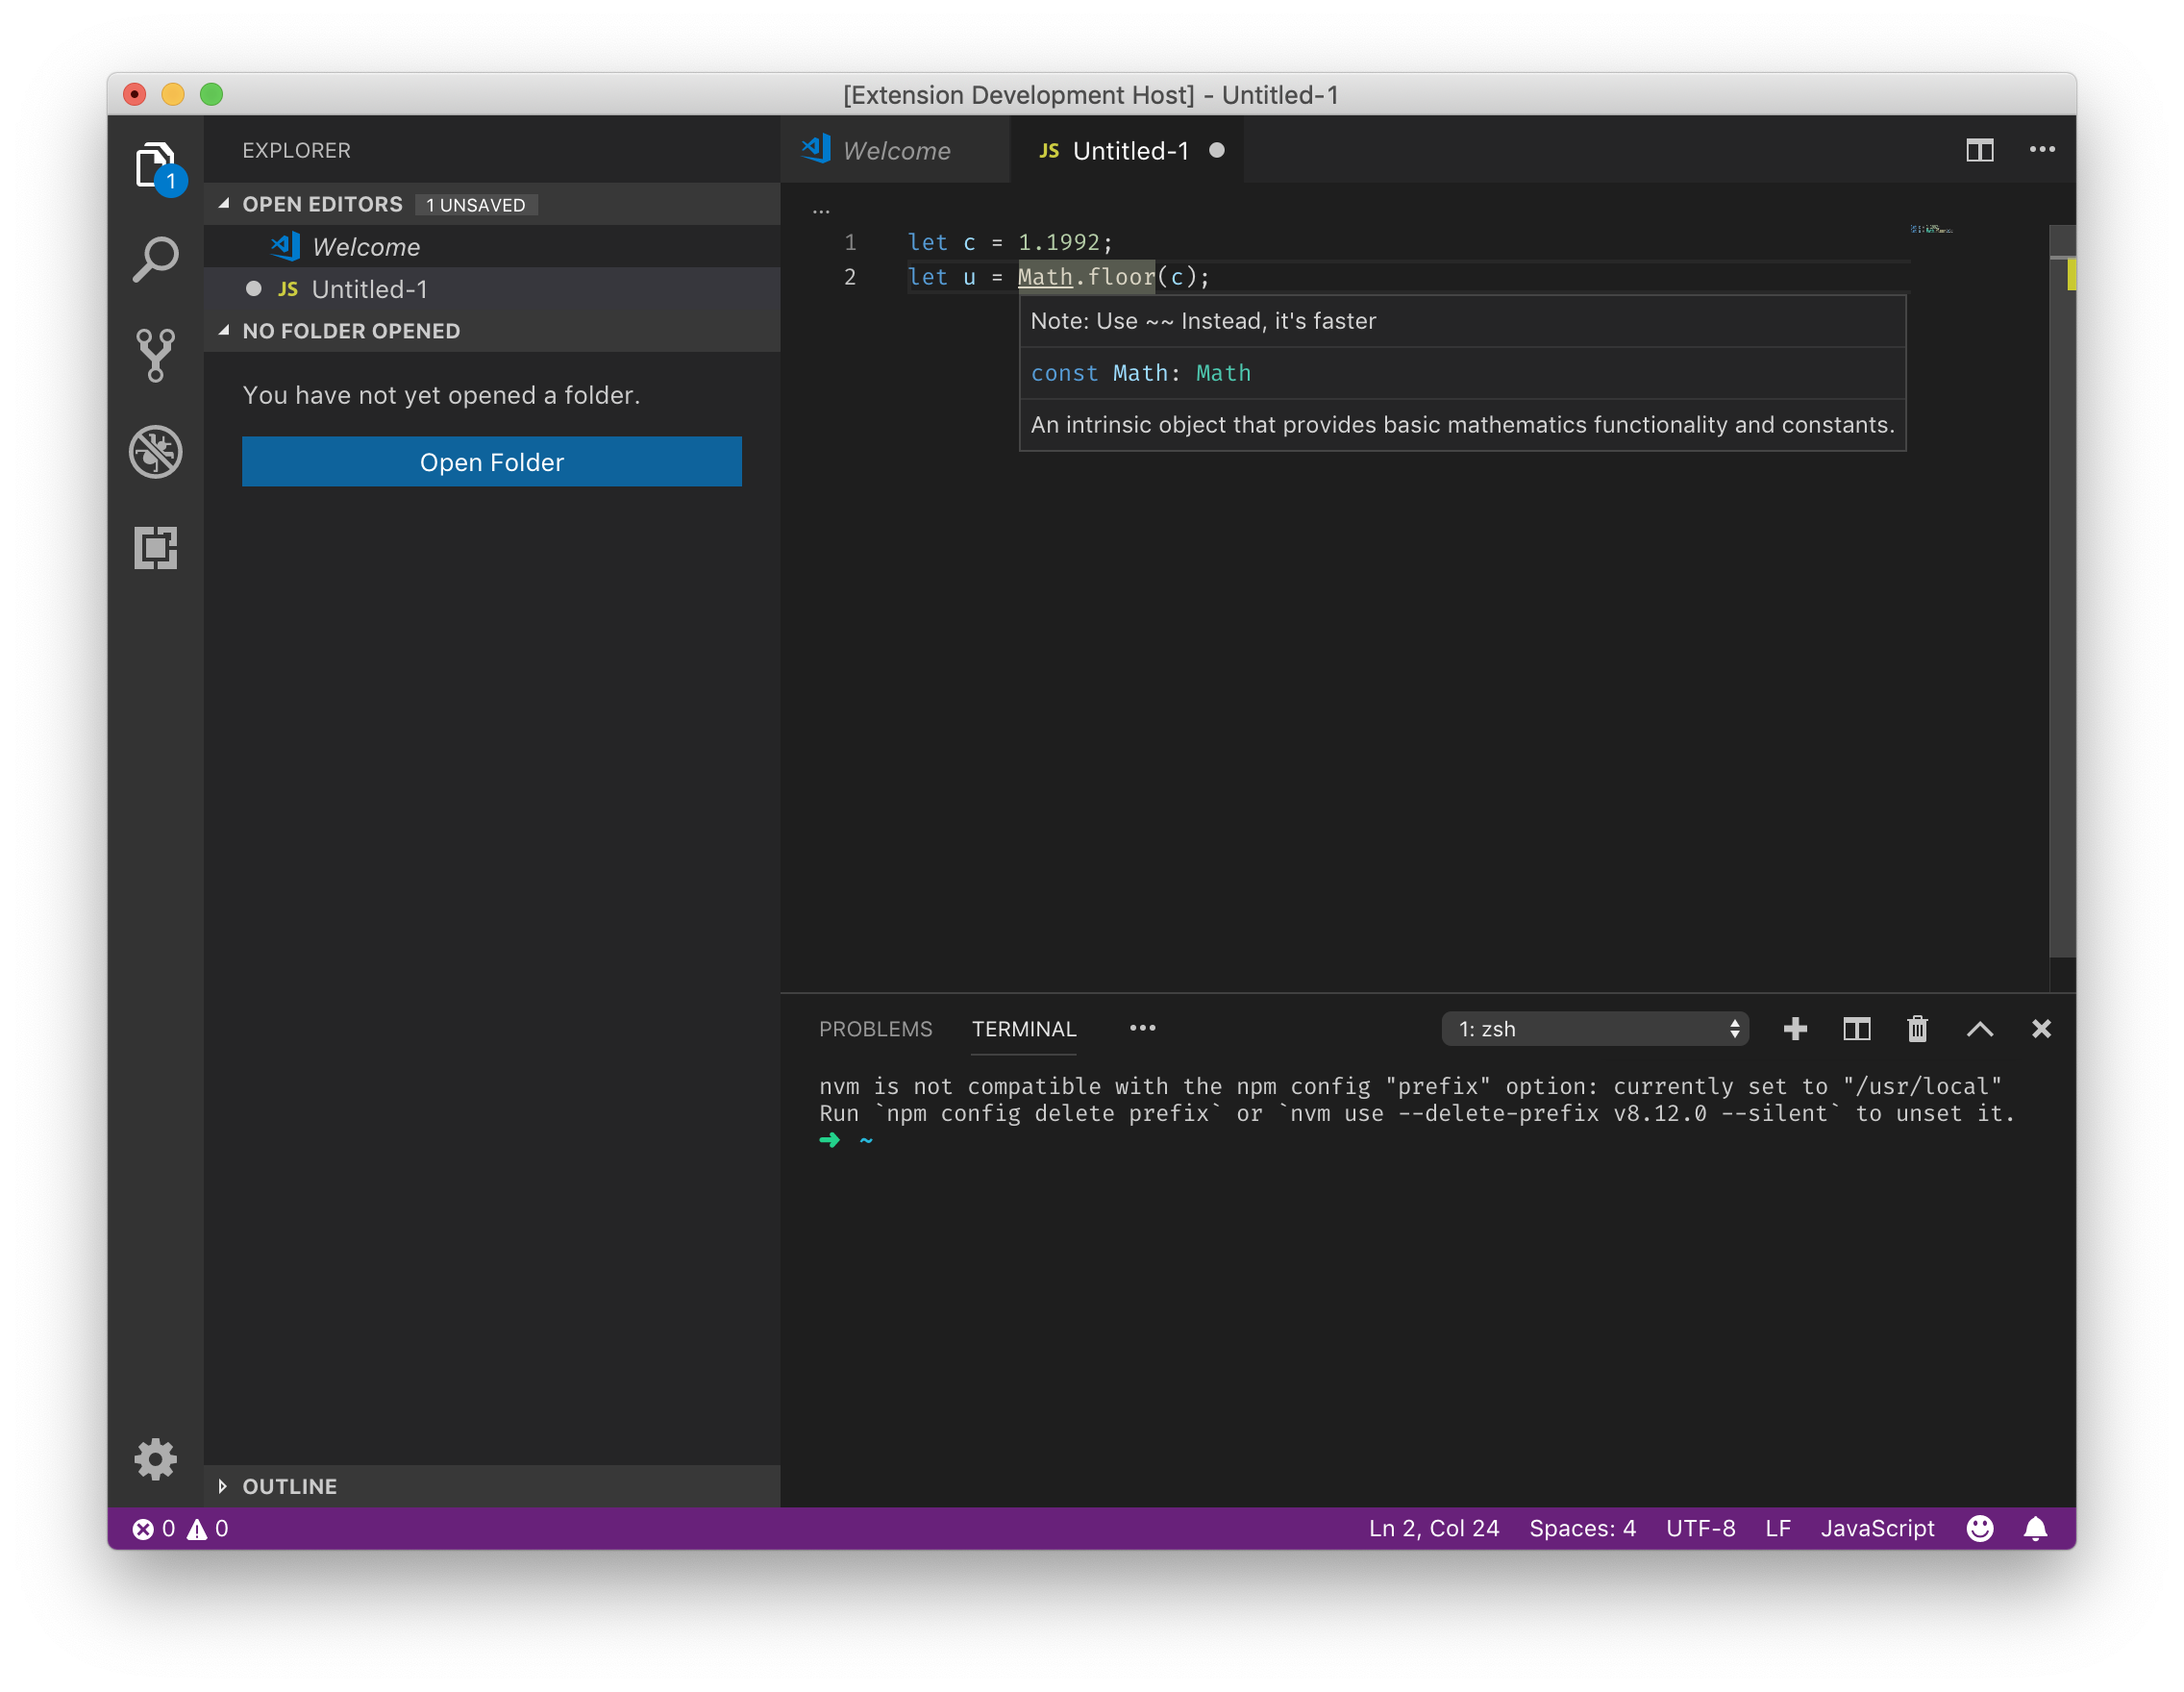 [Extension Development Host] - Untitled-1
EXPLORER
1
OPEN EDITORS 1 UNSAVED
Welcome
JS Untitled-1
NO FOLDER OPENED
You have not yet opened a folder.
Open Folder
OUTLINE
Welcome
JS Untitled-1
...
1 let c = 1.1992;
2 let u = Math.floor(c);
Note: Use ~~ Instead, it's faster
const Math: Math
An intrinsic object that provides basic mathematics functionality and constants.
PROBLEMS TERMINAL
1: zsh
nvm is not compatible with the npm config "prefix" option: currently set to "/usr/local"
Run `npm config delete prefix` or `nvm use --delete-prefix v8.12.0 --silent` to unset it.
➜ ~
0 0
Ln 2, Col 24 Spaces: 4 UTF-8 LF JavaScript